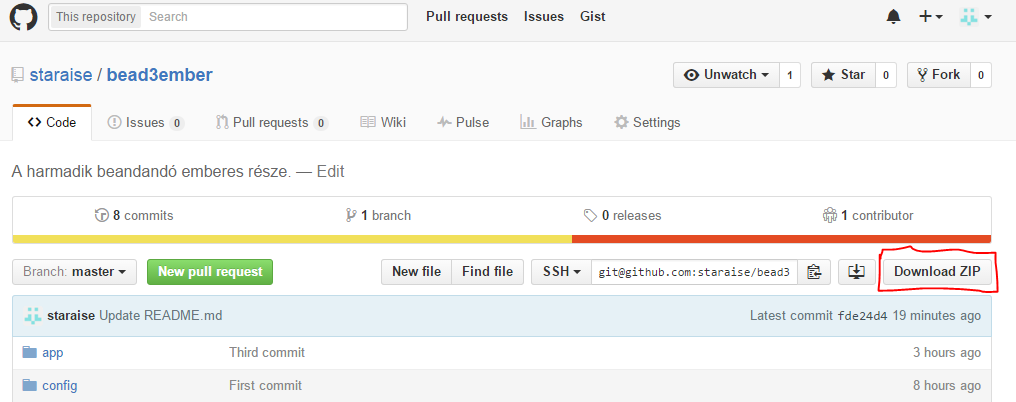 This repository Search Pull requests Issues Gist
staraise / bead3ember Unwatch 1 Star 0 Fork 0
Code Issues 0 Pull requests 0 Wiki Pulse Graphs Settings
A harmadik beandandó emberes része. — Edit
8 commits 1 branch 0 releases 1 contributor
Branch: master New pull request New file Find file SSH git@github.com:staraise/bead3 Download ZIP
staraise Update README.md Latest commit fde24d4 19 minutes ago
app Third commit 3 hours ago
config First commit 8 hours ago